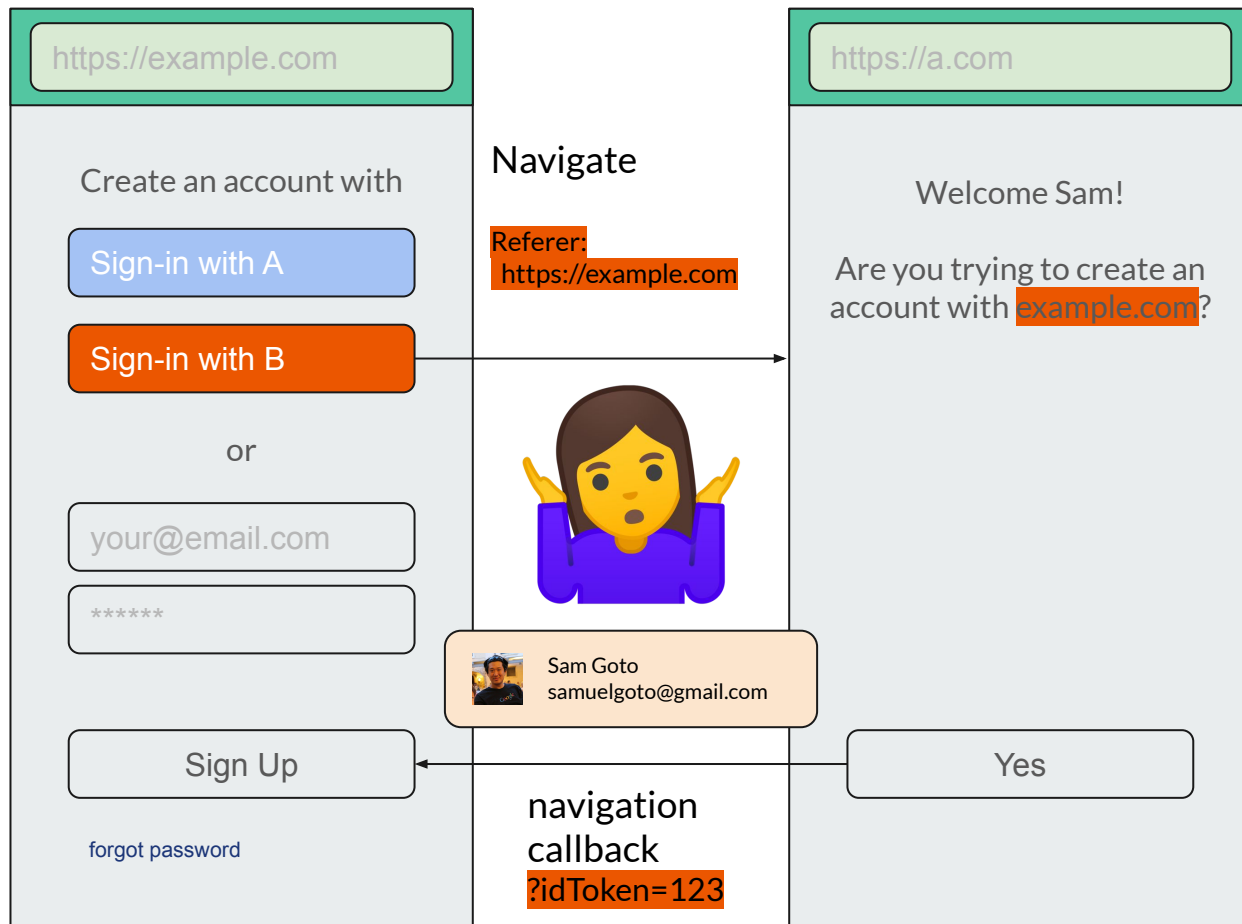 https://example.com
Create an account with
Sign-in with A
Sign-in with B
or
your@email.com
******
Sign Up
forgot password
Navigate
Referer:
https://example.com
Sam Goto
samuelgoto@gmail.com
navigation
callback
?idToken=123
https://a.com
Welcome Sam!
Are you trying to create an
account with example.com?
Yes